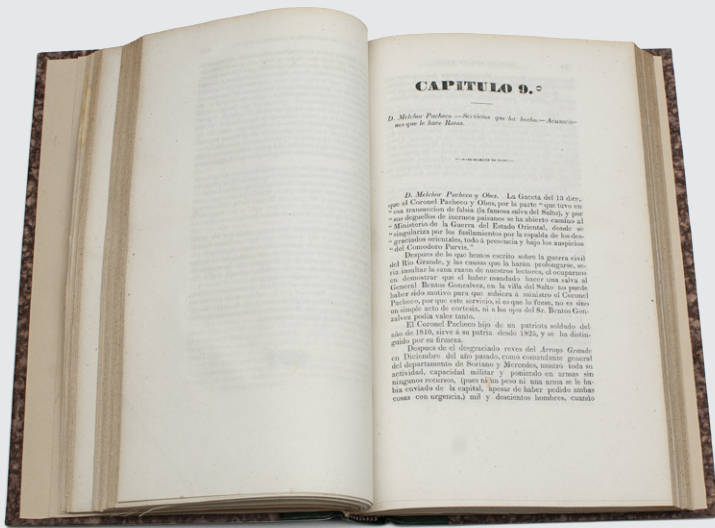 CAPITULO 9.º
D. Melchor Pacheco.—Servicios que ha hecho.—Acusacio-
nes que le hace Rosas.
D. Melchor Pacheco y Obes. La Gaceta del 13 dice,
que el Coronel Pacheco y Obes, por la parte “ que tuvo en
“ una transaccion de falsia (la famosa salva del Salto), y por
“ sus deguellos de inermes paisanos se ha abierto camino al
“ Ministerio de la Guerra del Estado Oriental, donde se
“ singulariza por los fusilamientos por la espalda de los des-
“ graciados orientales, todo á presencia y bajo los auspicios
“ del Comodoro Purvis.”
Despues de lo que hemos escrito sobre la guerra civil
del Rio Grande, y las causas que la harán prolongarse, se-
ria insultar la sana razon de nuestros lectores, el ocuparnos
en demostrar que el haber mandado hacer una salva al
General Bentos Gonzalvez, en la villa del Salto no puede
haber sido motivo para que subiera á ministro el Coronel
Pacheco, por que este servicio, si es que lo fuese, no es sino
un simple acto de cortesia, ni a los ojos del Sr. Bentos Gon-
zalvez podia valer tanto.
El Coronel Pacheco hijo de un patriota soldado del
año de 1810, sirve á su patria desde 1825, y se ha distin-
guido por su firmeza.
Despues de el desgraciado reves del Arroyo Grande
en Diciembre del año pasado, como comandante general
del departamento de Soriano y Mercedes, mostró toda su
actividad, capacidad militar y poniendo en armas sin
ningunos recursos, (pues ni un peso ni una arma se le ha-
bia enviado de la capital, apesar de haber pedido ambas
cosas con urgencia,) mil y descientos hombres, cuando